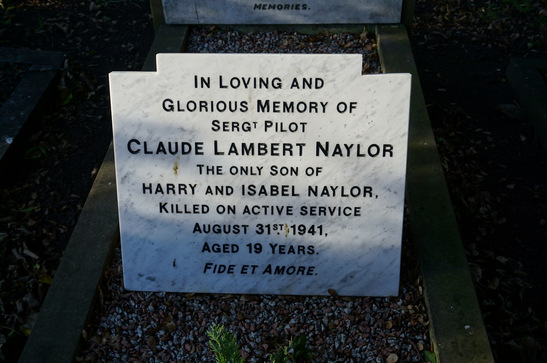 MEMORIES.
IN LOVING AND
GLORIOUS MEMORY OF
SERGT PILOT
CLAUDE LAMBERT NAYLOR
THE ONLY SON OF
HARRY AND ISABEL NAYLOR,
KILLED ON ACTIVE SERVICE
AUGUST 31ST 1941,
AGED 19 YEARS.
FIDE ET AMORE.